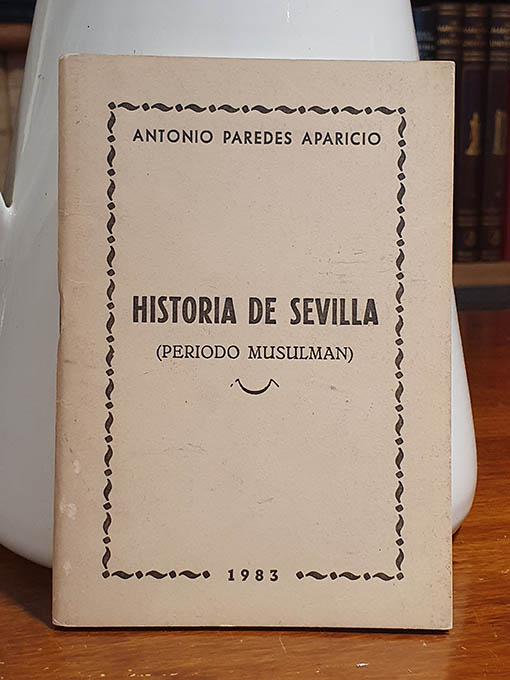 ANTONIO PAREDES APARICIO
HISTORIA DE SEVILLA
(PERIODO MUSULMAN)
1983